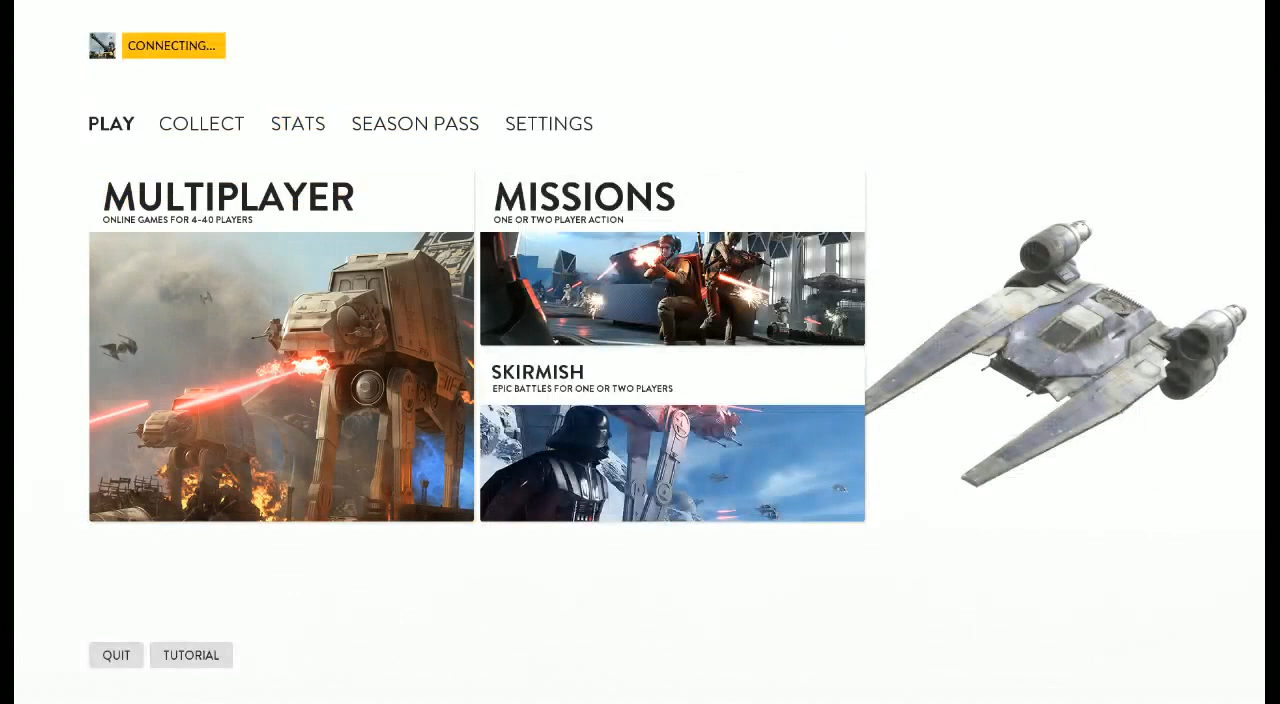 CONNECTING...
PLAY COLLECT STATS SEASON PASS SETTINGS
MULTIPLAYER
ONLINE GAMES FOR 4-40 PLAYERS
MISSIONS
ONE OR TWO PLAYER ACTION
SKIRMISH
EPIC BATTLES FOR ONE OR TWO PLAYERS
QUIT TUTORIAL